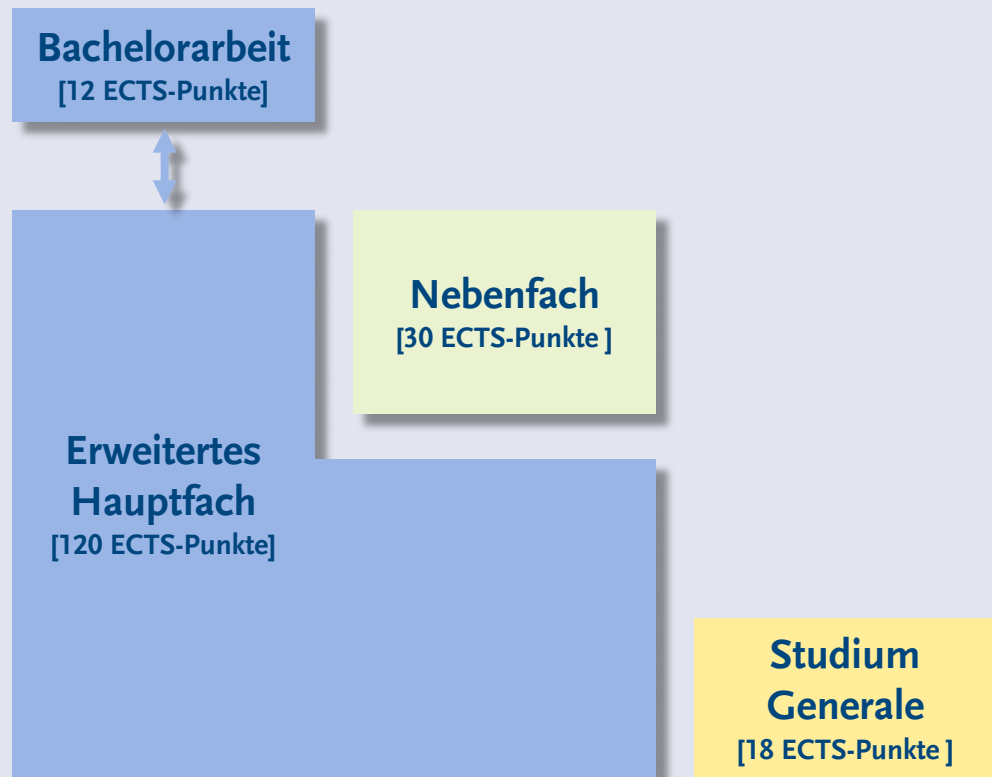 Bachelorarbeit
[12 ECTS-Punkte]
Nebenfach
[30 ECTS-Punkte ]
Erweitertes
Hauptfach
[120 ECTS-Punkte]
Studium
Generale
[18 ECTS-Punkte ]